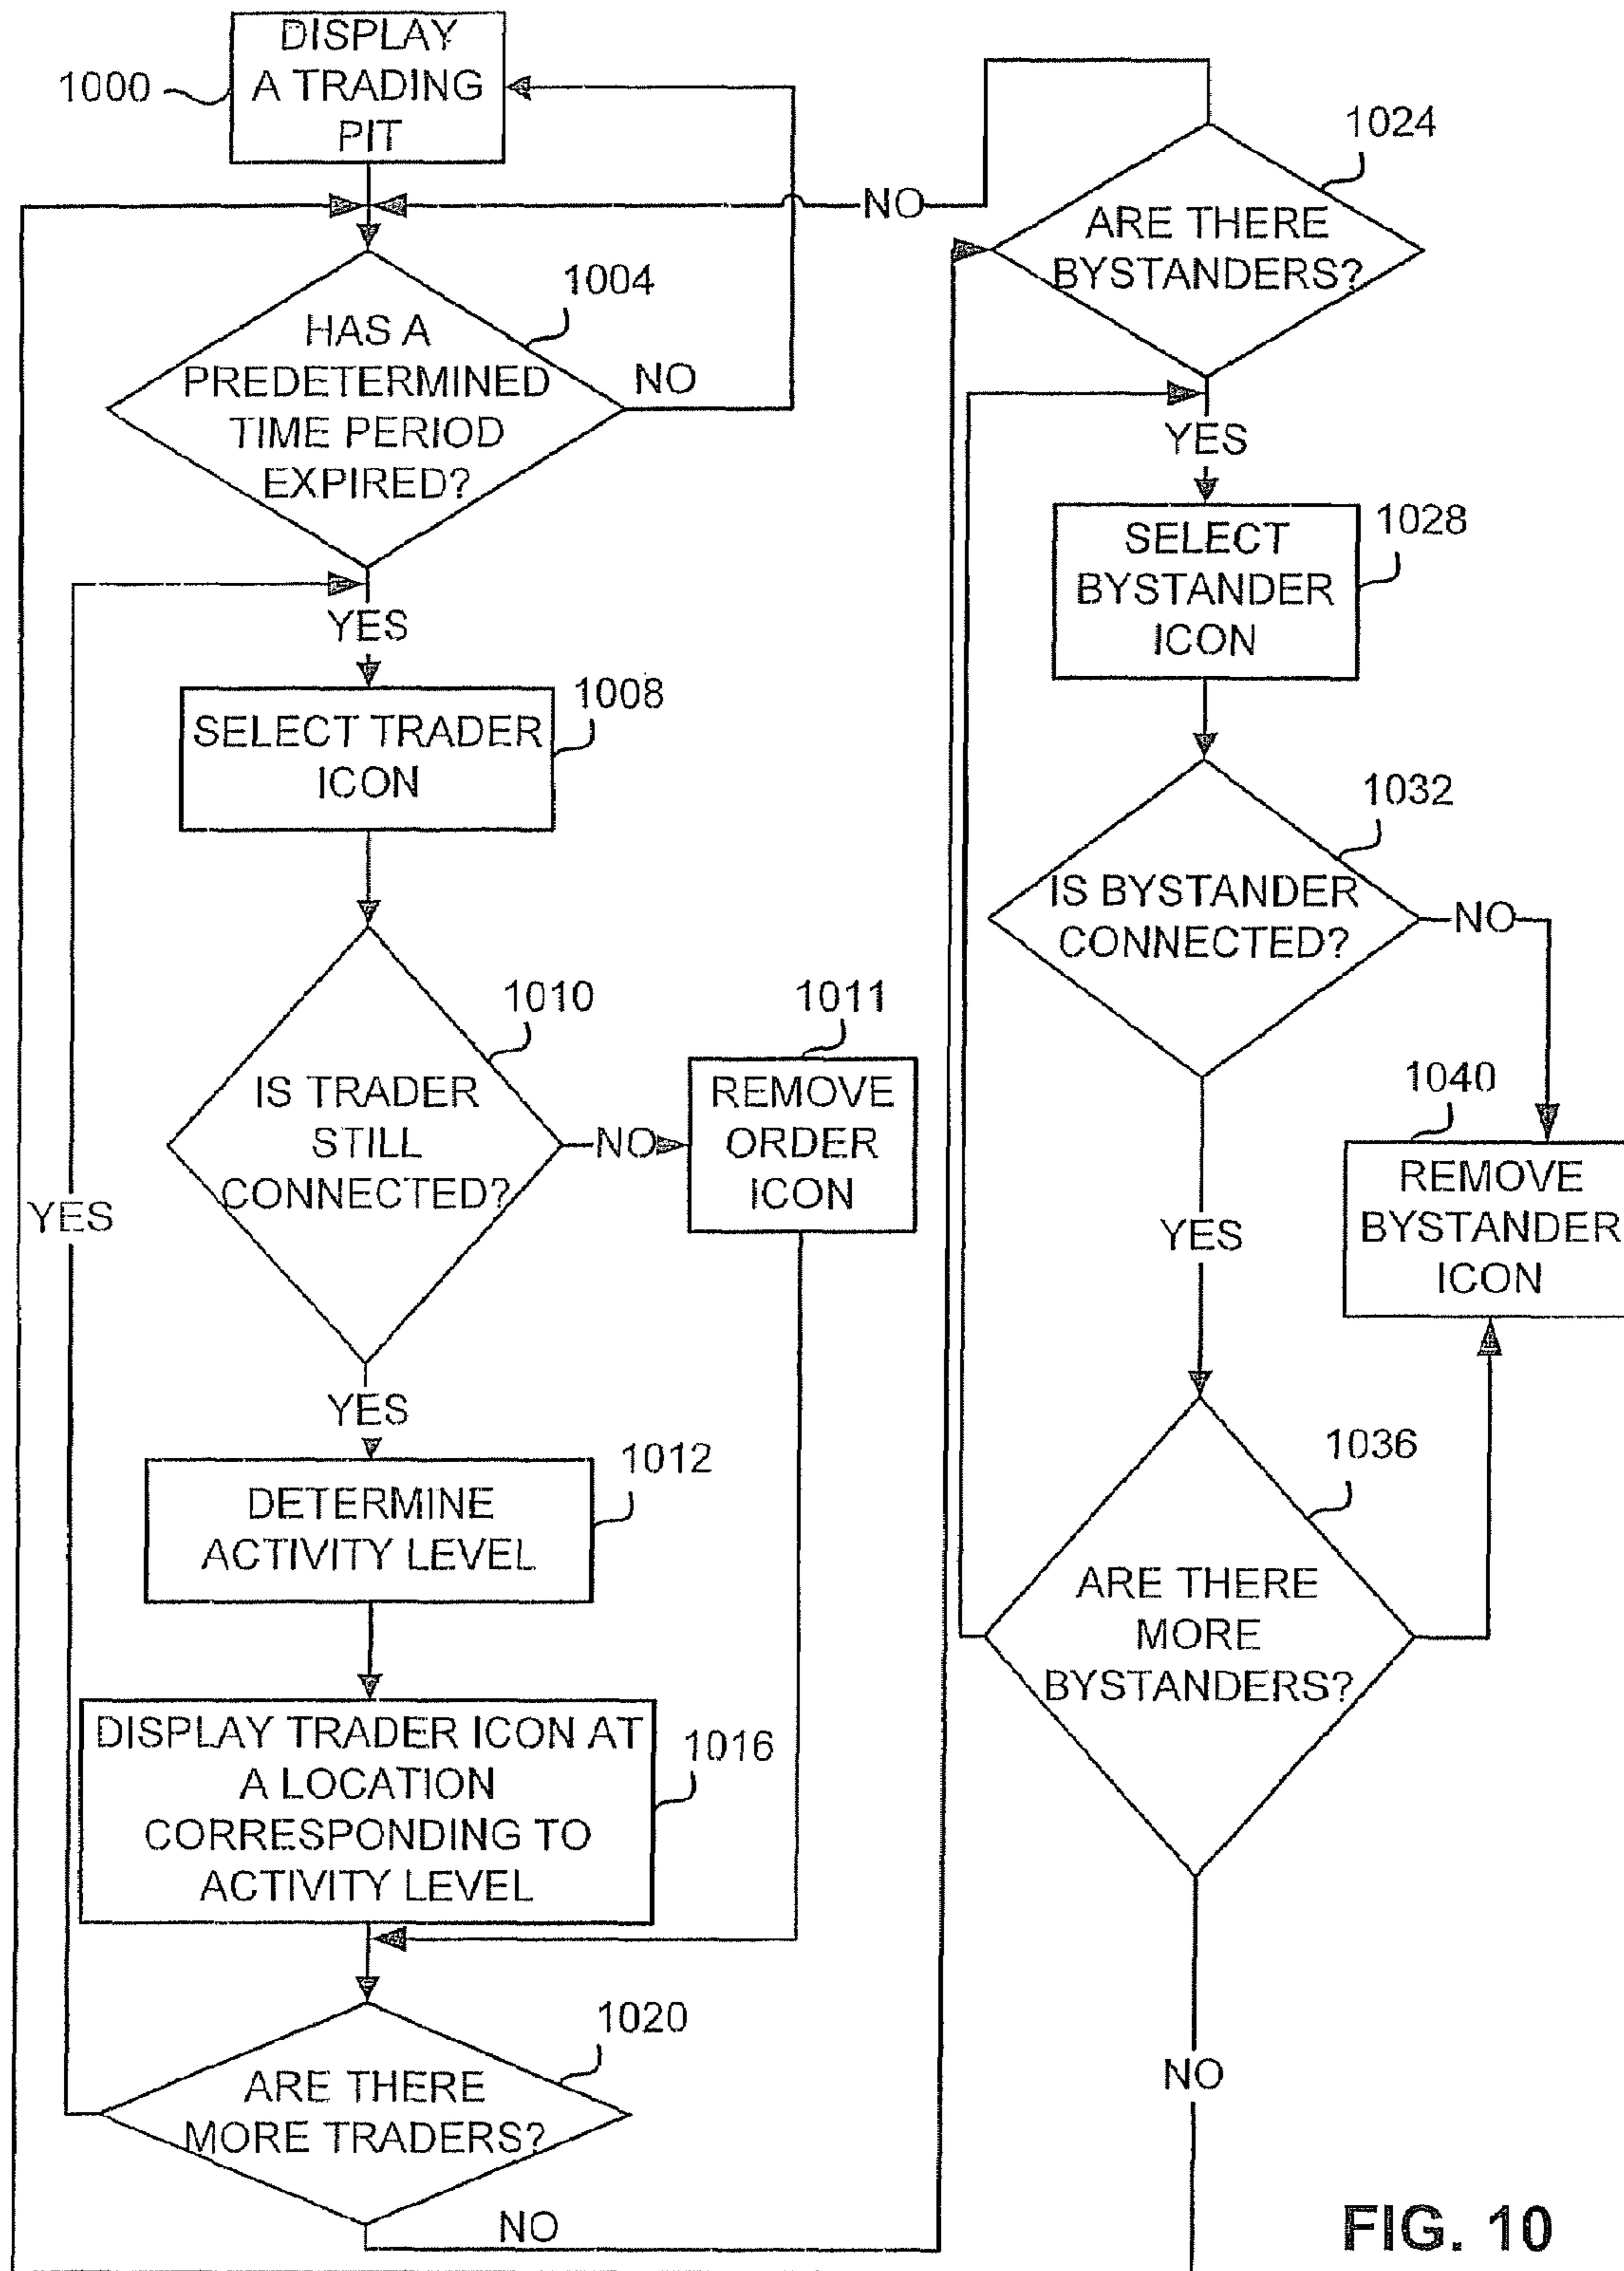 DISPLAY
A TRADING
PIT
1000
HAS A
PREDETERMINED
TIME PERIOD
EXPIRED?
1004
NO
YES
SELECT TRADER
ICON
1008
IS TRADER
STILL
CONNECTED?
1010
NO
REMOVE
ORDER
ICON
1011
YES
DETERMINE
ACTIVITY LEVEL
1012
DISPLAY TRADER ICON AT
A LOCATION
CORRESPONDING TO
ACTIVITY LEVEL
1016
ARE THERE
MORE TRADERS?
1020
YES
NO
ARE THERE
BYSTANDERS?
1024
NO
YES
SELECT
BYSTANDER
ICON
1028
IS BYSTANDER
CONNECTED?
1032
NO
REMOVE
BYSTANDER
ICON
1040
YES
ARE THERE
MORE
BYSTANDERS?
1036
NO
FIG. 10